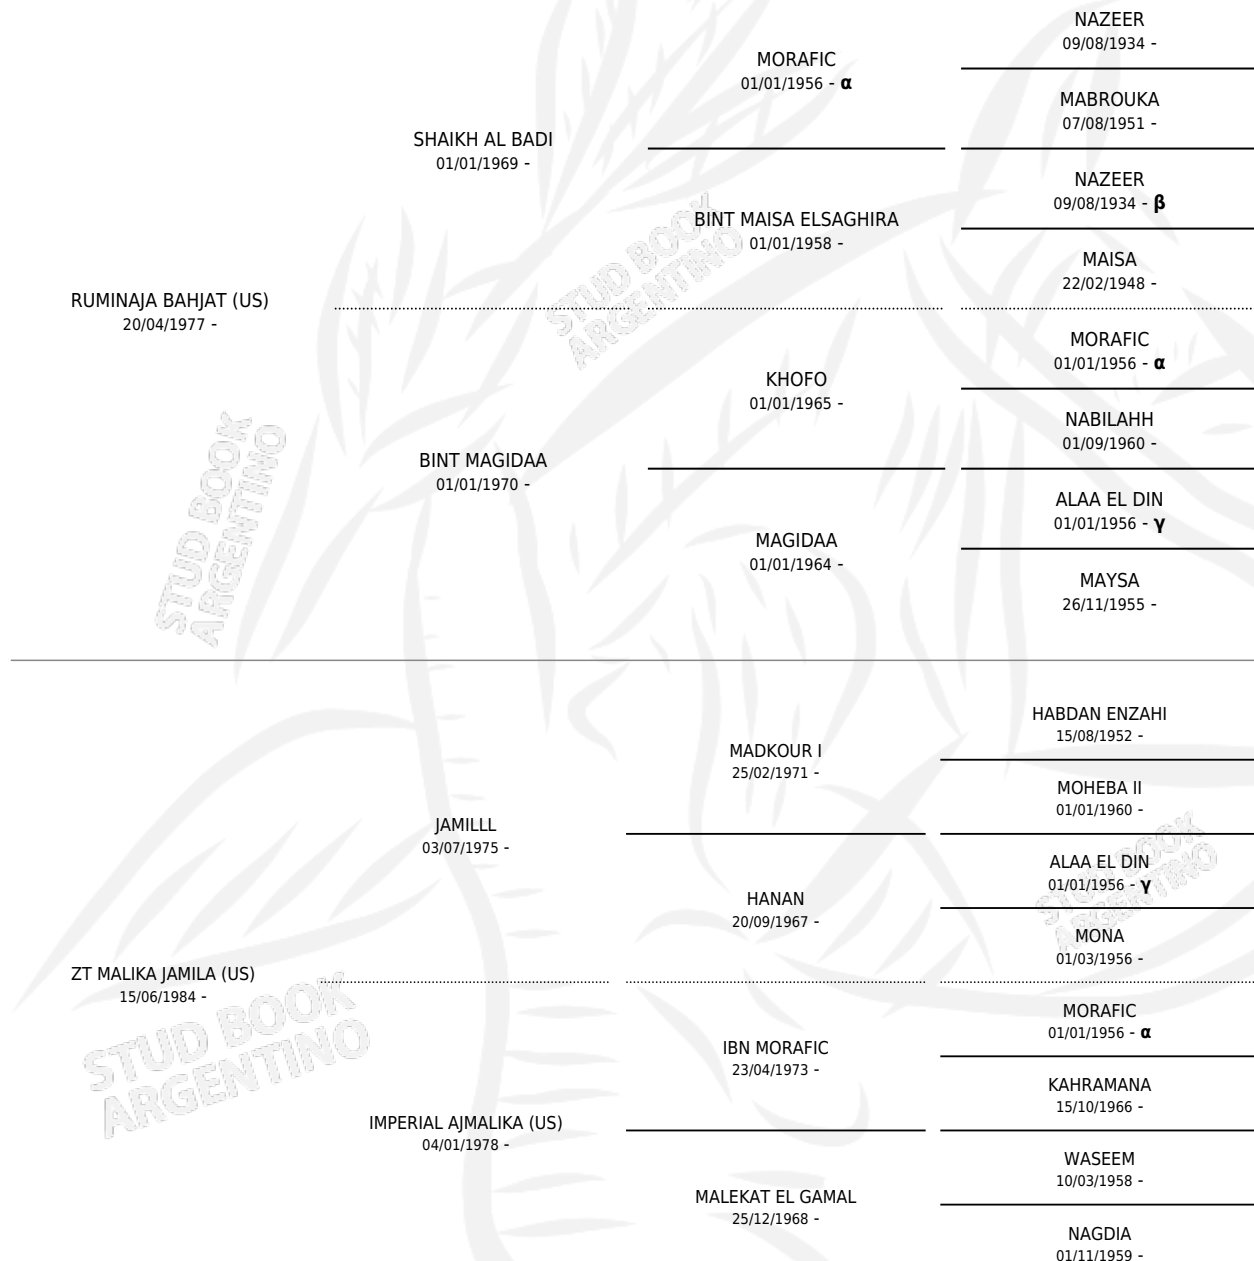 NAZEER
09/08/1934 -
MORAFIC
01/01/1956 - α
MABROUKA
07/08/1951 -
SHAIKH AL BADI
01/01/1969 -
NAZEER
09/08/1934 - β
BINT MAISA ELSAGHIRA
01/01/1958 -
MAISA
22/02/1948 -
RUMINAJA BAHJAT (US)
20/04/1977 -
MORAFIC
01/01/1956 - α
KHOFO
01/01/1965 -
NABILAHH
01/09/1960 -
BINT MAGIDAA
01/01/1970 -
ALAA EL DIN
01/01/1956 - γ
MAGIDAA
01/01/1964 -
MAYSA
26/11/1955 -
HABDAN ENZAHI
15/08/1952 -
MADKOUR I
25/02/1971 -
MOHEBA II
01/01/1960 -
JAMILLL
03/07/1975 -
ALAA EL DIN
01/01/1956 - γ
HANAN
20/09/1967 -
MONA
01/03/1956 -
ZT MALIKA JAMILA (US)
15/06/1984 -
MORAFIC
01/01/1956 - α
IBN MORAFIC
23/04/1973 -
KAHRAMANA
15/10/1966 -
IMPERIAL AJMALIKA (US)
04/01/1978 -
WASEEM
10/03/1958 -
MALEKAT EL GAMAL
25/12/1968 -
NAGDIA
01/11/1959 -
STUD BOOK
ARGENTINO
STUD BOOK
ARGENTINO
STUD BOOK
ARGENTINO
STUD BOOK
ARGENTINO